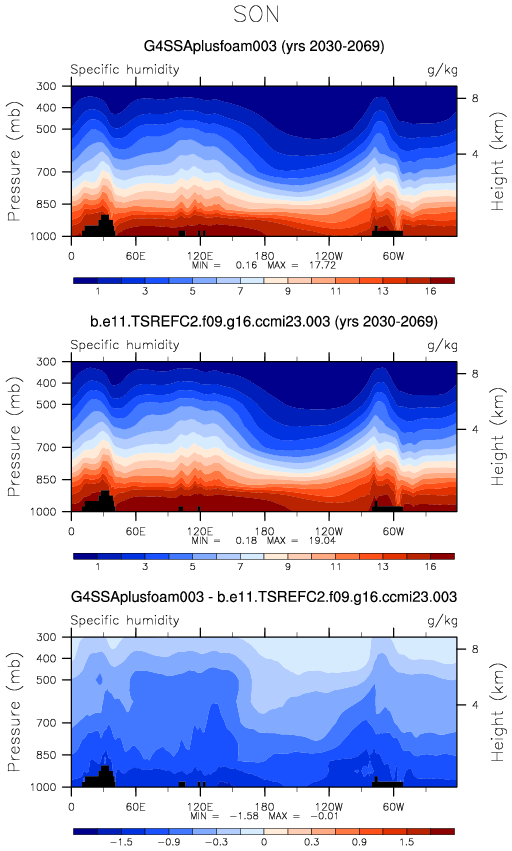 SON
G4SSAplusfoam003 (yrs 2030-2069)
Specific humidity g/kg
300
400
500
700
850
1000
Pressure (mb)
8
4
Height (km)
0 60E 120E 180 120W 60W
MIN = 0.16 MAX = 17.72
1 3 5 7 9 11 13 16
b.e11.TSREFC2.f09.g16.ccmi23.003 (yrs 2030-2069)
Specific humidity g/kg
300
400
500
700
850
1000
Pressure (mb)
8
4
Height (km)
0 60E 120E 180 120W 60W
MIN = 0.18 MAX = 19.04
1 3 5 7 9 11 13 16
G4SSAplusfoam003 - b.e11.TSREFC2.f09.g16.ccmi23.003
Specific humidity g/kg
300
400
500
700
850
1000
Pressure (mb)
8
4
Height (km)
0 60E 120E 180 120W 60W
MIN = −1.58 MAX = −0.01
−1.5 −0.9 −0.3 0 0.3 0.9 1.5